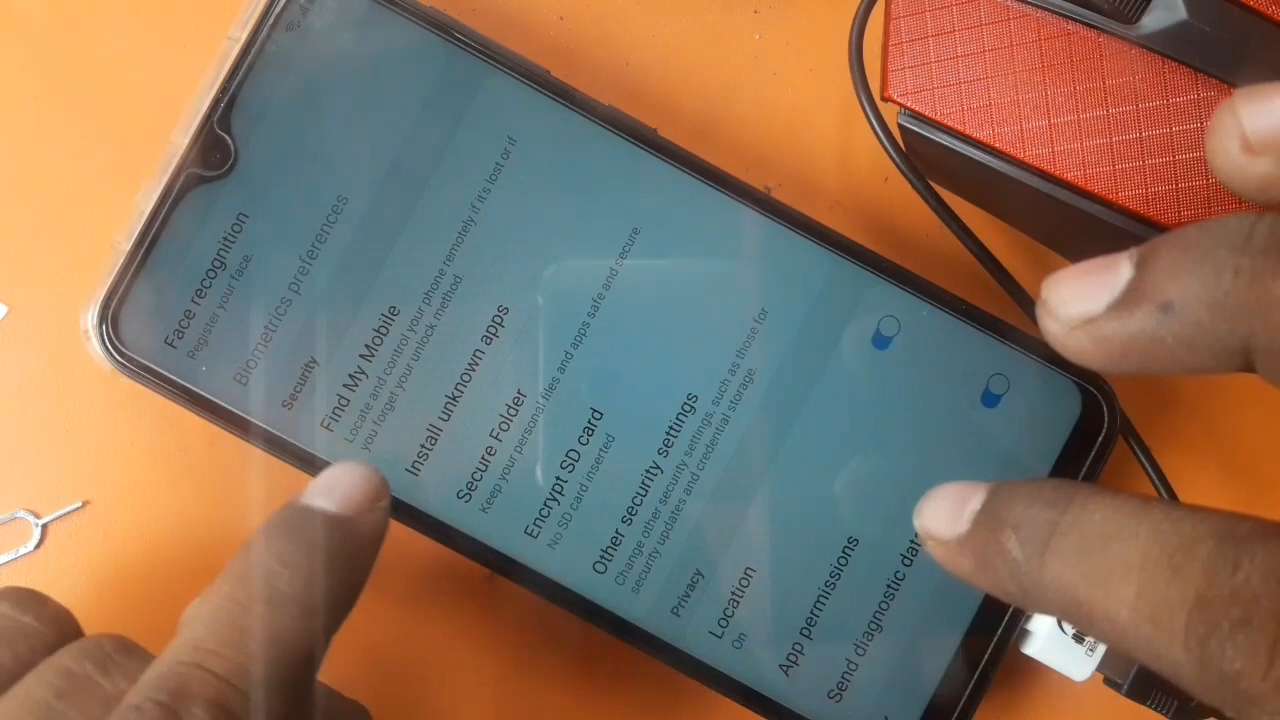 Face recognition
Register your face.
Biometrics preferences
Security
Find My Mobile
Locate and control your phone remotely if it's lost or if
you forget your unlock method.
Install unknown apps
Secure Folder
Keep your personal files and apps safe and secure
Encrypt SD card
No SD card inserted
Other security settings
Change other security settings, such as those for
security updates and credential storage.
Privacy
Location
On
App permissions
Send diagnostic